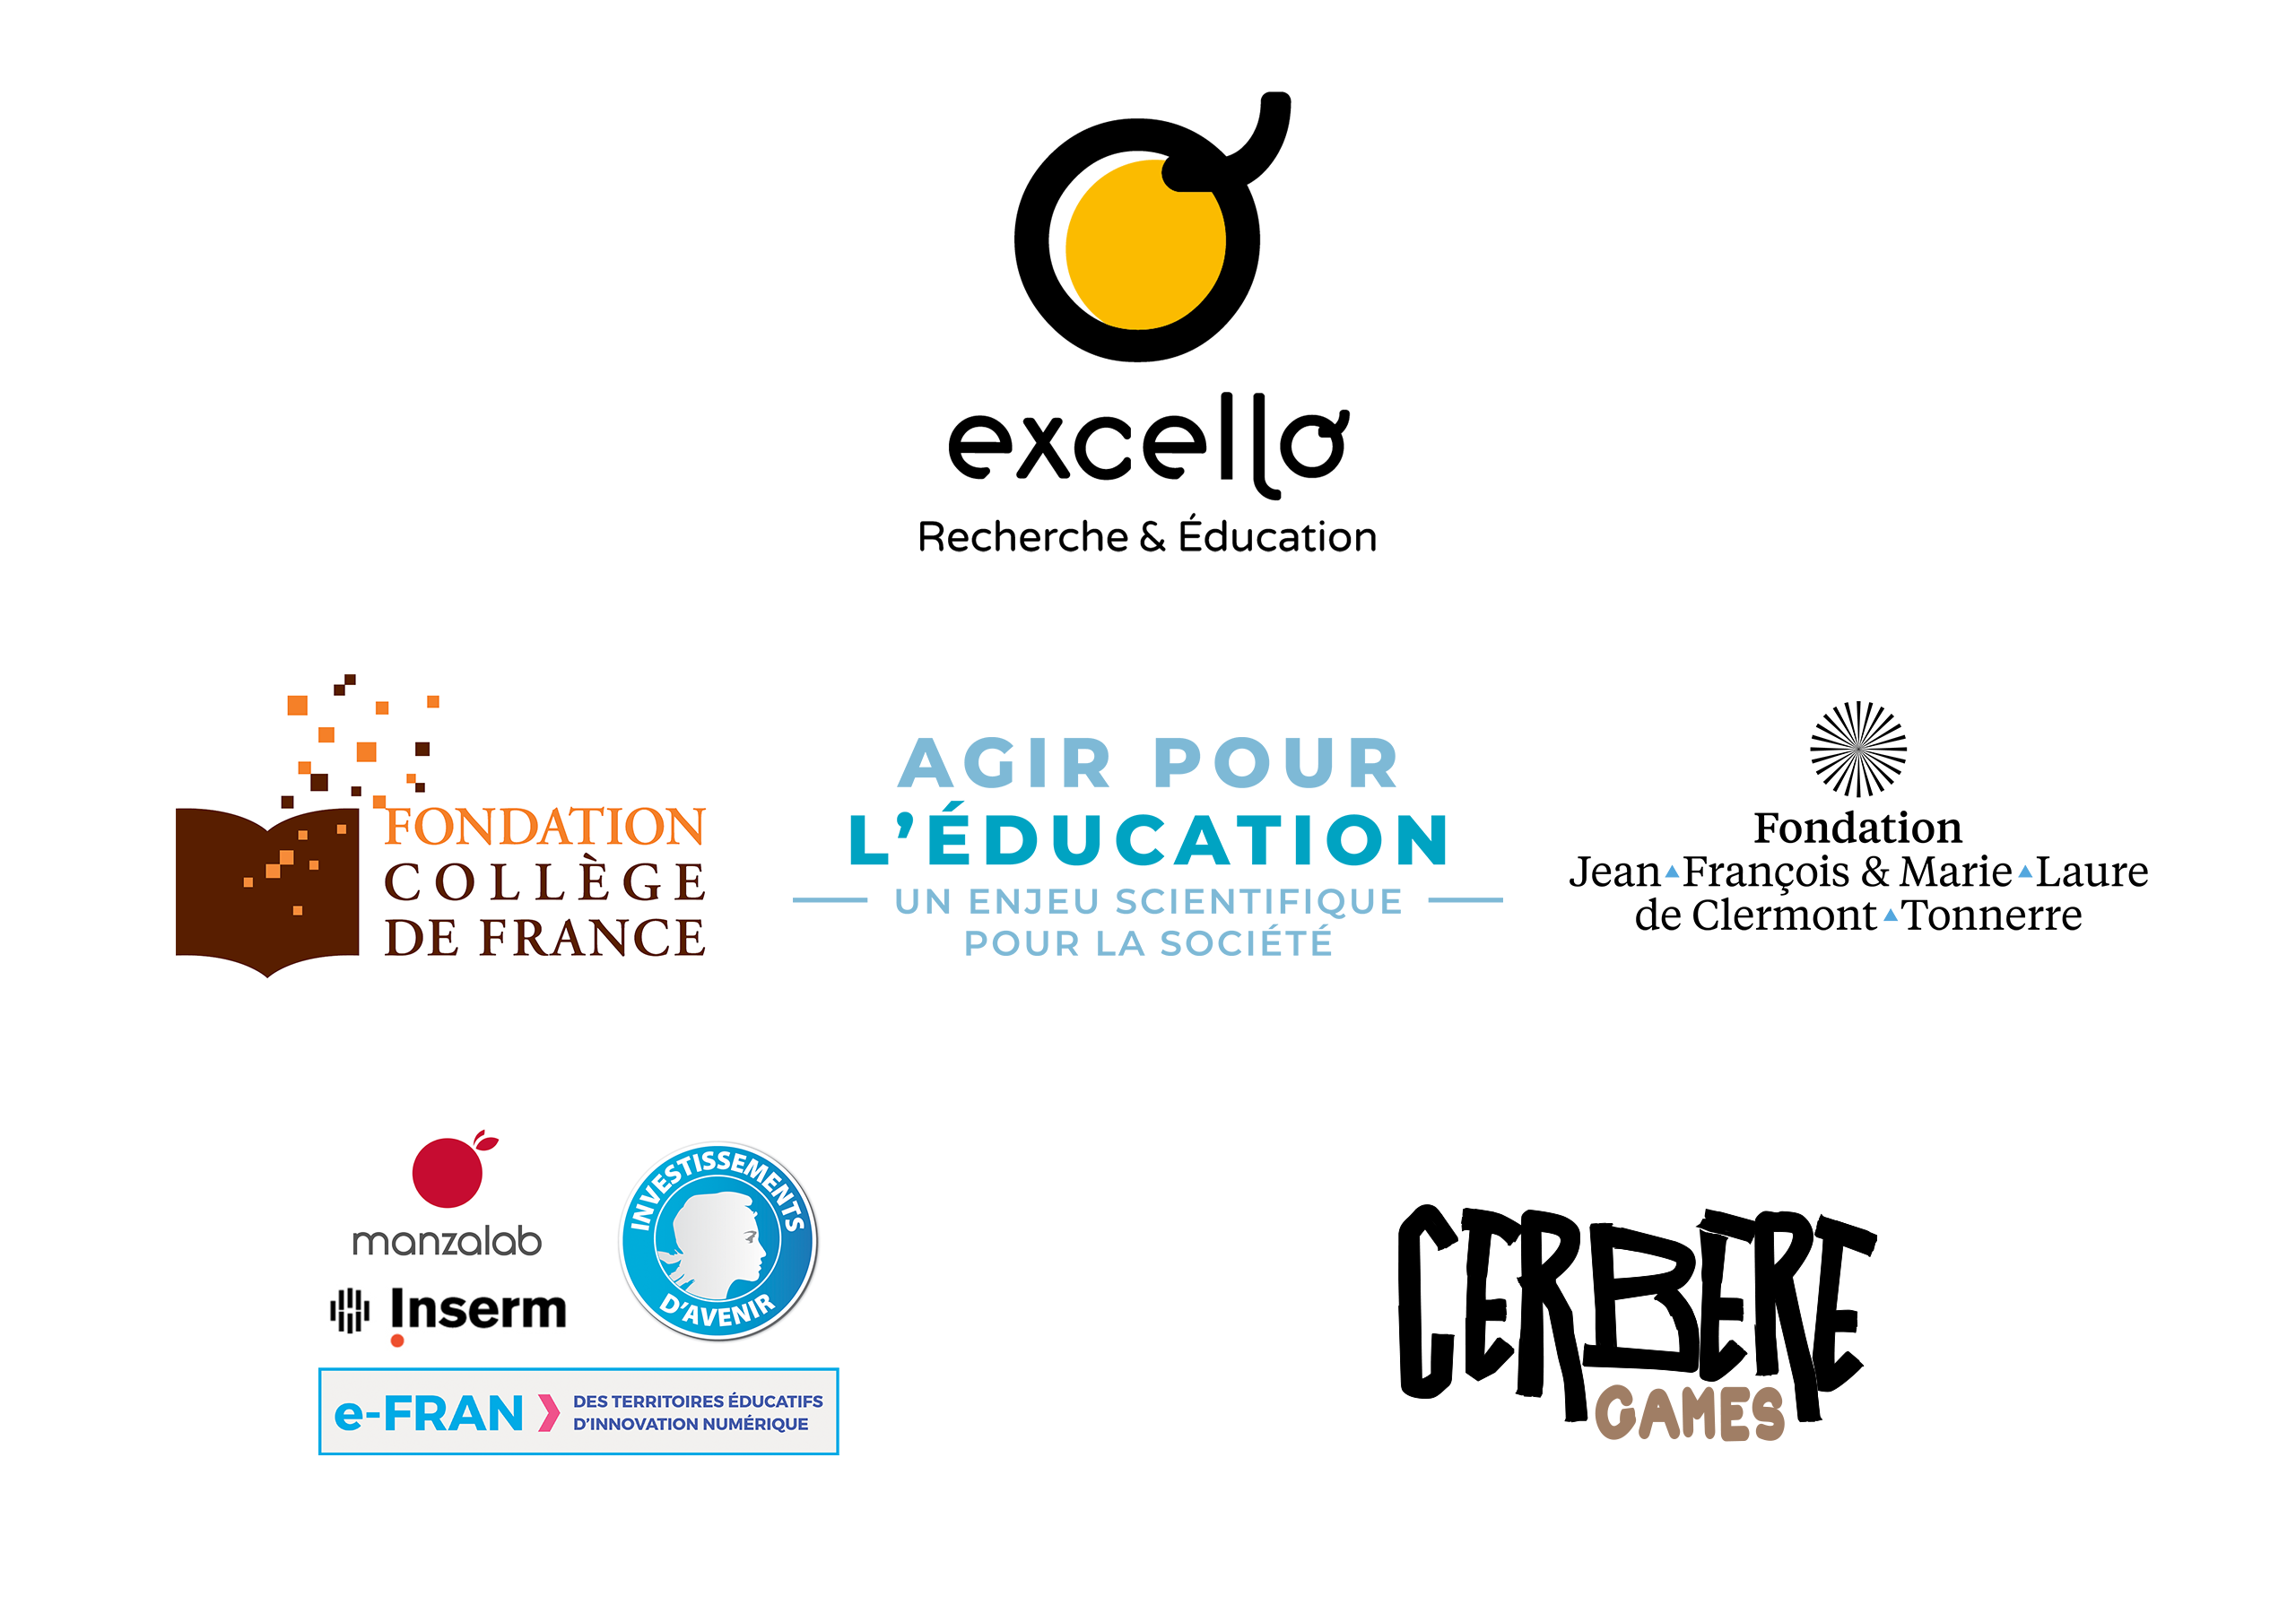 excello
Recherche & Éducation
FONDATION
COLLÈGE
DE FRANCE
AGIR POUR
L’ÉDUCATION
UN ENJEU SCIENTIFIQUE
POUR LA SOCIÉTÉ
Fondation
Jean▲François & Marie▲Laure
de Clermont▲Tonnerre
manzalab
Inserm
INVESTISSEMENTS
D’AVENIR
e-FRAN
DES TERRITOIRES ÉDUCATIFS
D’INNOVATION NUMÉRIQUE
CERBERE
GAMES